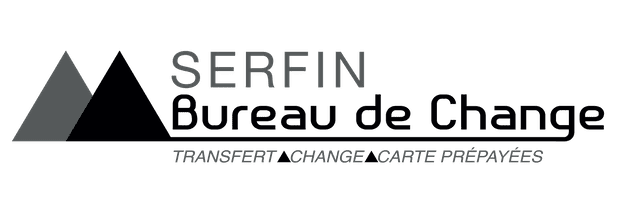 SERFIN
Bureau de Change
TRANSFERT▲CHANGE▲CARTE PRÉPAYÉES